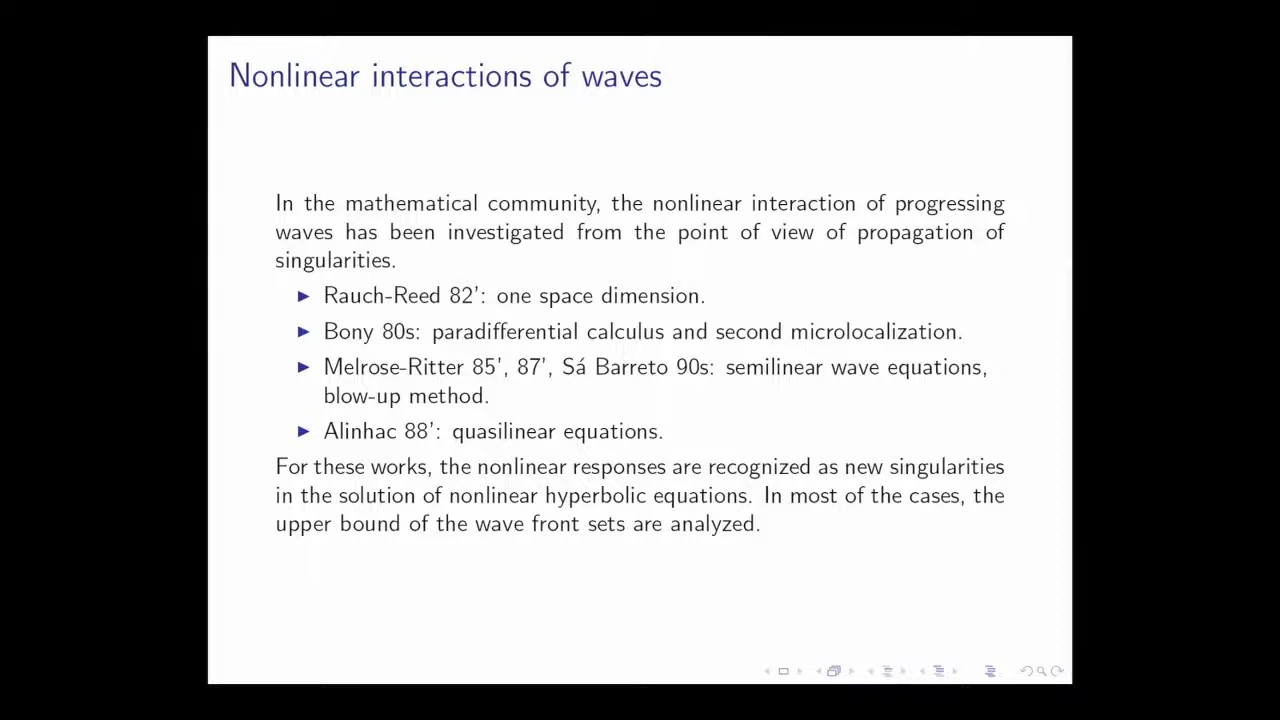 Nonlinear interactions of waves
In the mathematical community, the nonlinear interaction of progressing
waves has been investigated from the point of view of propagation of
singularities.
▶ Rauch-Reed 82': one space dimension.
▶ Bony 80s: paradifferential calculus and second microlocalization.
▶ Melrose-Ritter 85', 87', Sá Barreto 90s: semilinear wave equations,
blow-up method.
▶ Alinhac 88': quasilinear equations.
For these works, the nonlinear responses are recognized as new singularities
in the solution of nonlinear hyperbolic equations. In most of the cases, the
upper bound of the wave front sets are analyzed.